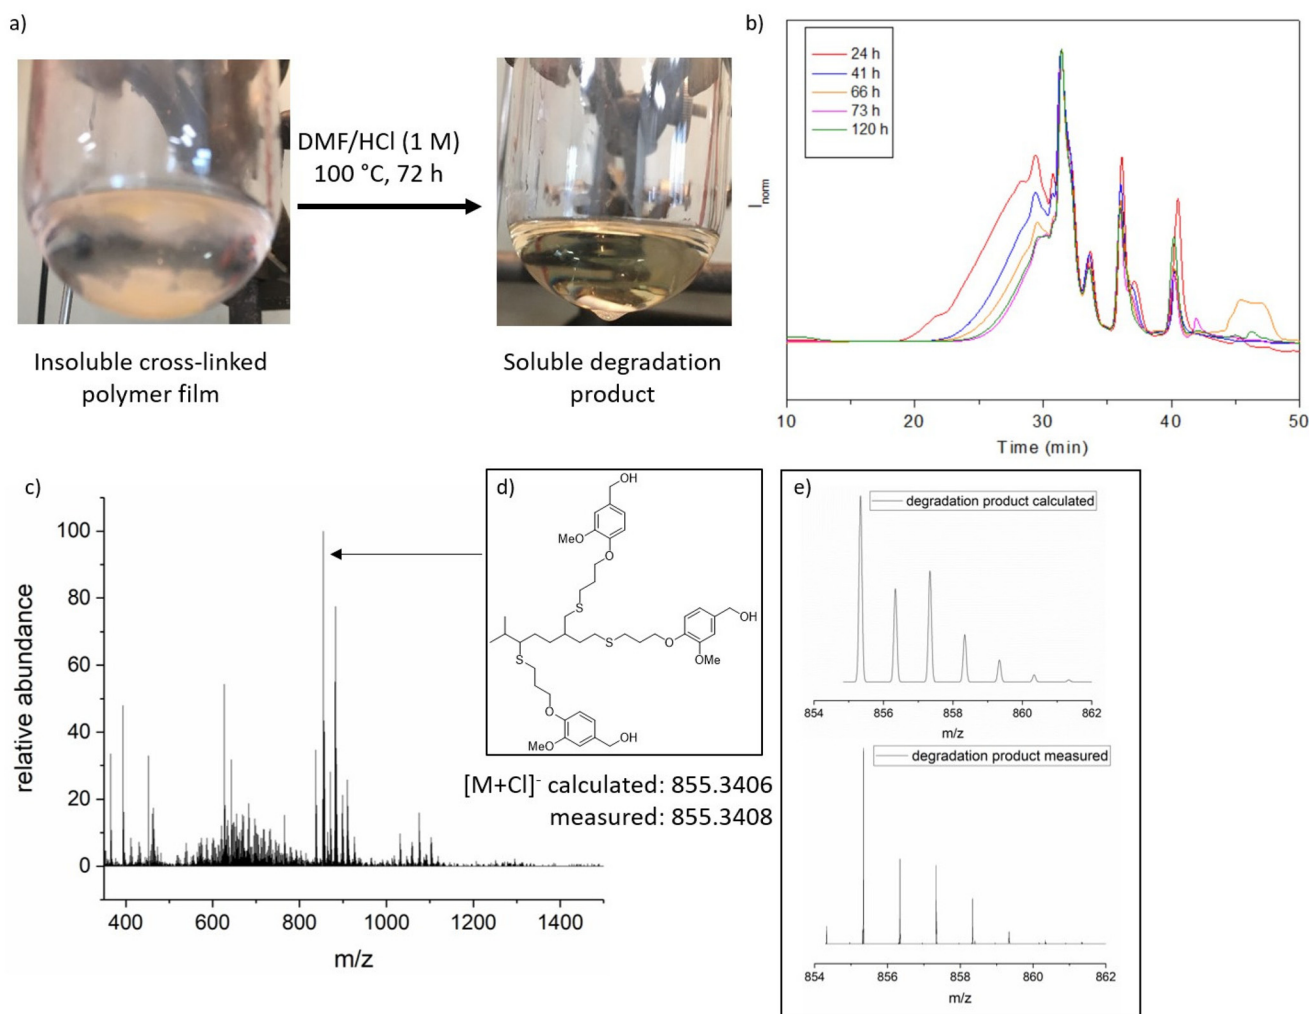 a)
DMF/HCl (1 M)
100 °C, 72 h
Insoluble cross-linked
polymer film
Soluble degradation
product
b)
24 h
41 h
66 h
73 h
120 h
I norm
10 20 30 40 50
Time (min)
c)
100
80
60
40
20
0
relative abundance
400 600 800 1000 1200 1400
m/z
d)
OH
MeO
O
S
OH
S
O
OMe
S
O
MeO
OH
[M+Cl]⁻ calculated: 855.3406
measured: 855.3408
e)
degradation product calculated
854 856 858 860 862
m/z
degradation product measured
854 856 858 860 862
m/z